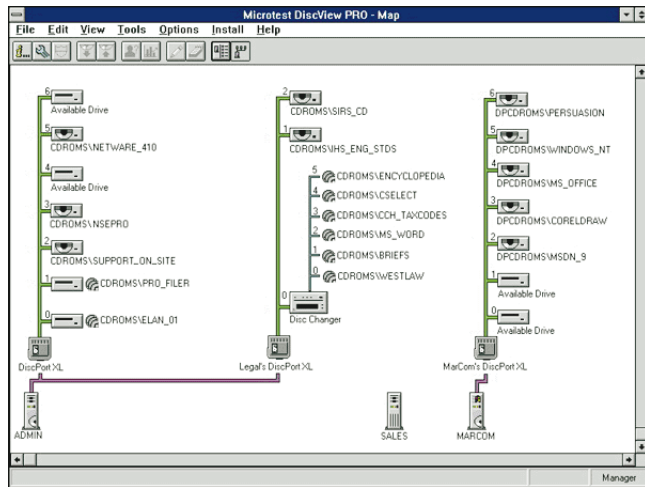 Microtest DiscView PRO - Map
File Edit View Tools Options Install Help
6
Available Drive
5
CDROMS\NETWARE_410
4
Available Drive
3
CDROMS\NSEPRO
2
CDROMS\SUPPORT_ON_SITE
1
CDROMS\PRO_FILER
0
CDROMS\ELAN_01
DiscPort XL
2
CDROMS\SIRS_CD
1
CDROMS\IHS_ENG_STDS
5
CDROMS\ENCYCLOPEDIA
4
CDROMS\CSELECT
3
CDROMS\CCH_TAXCODES
2
CDROMS\MS_WORD
1
CDROMS\BRIEFS
0
CDROMS\WESTLAW
0
Disc Changer
Legal's DiscPort XL
6
DPCDROMS\PERSUASION
5
DPCDROMS\WINDOWS_NT
4
DPCDROMS\MS_OFFICE
3
DPCDROMS\CORELDRAW
2
DPCDROMS\MSDN_9
1
Available Drive
0
Available Drive
MarCom's DiscPort XL
ADMIN
SALES
MARCOM
Manager